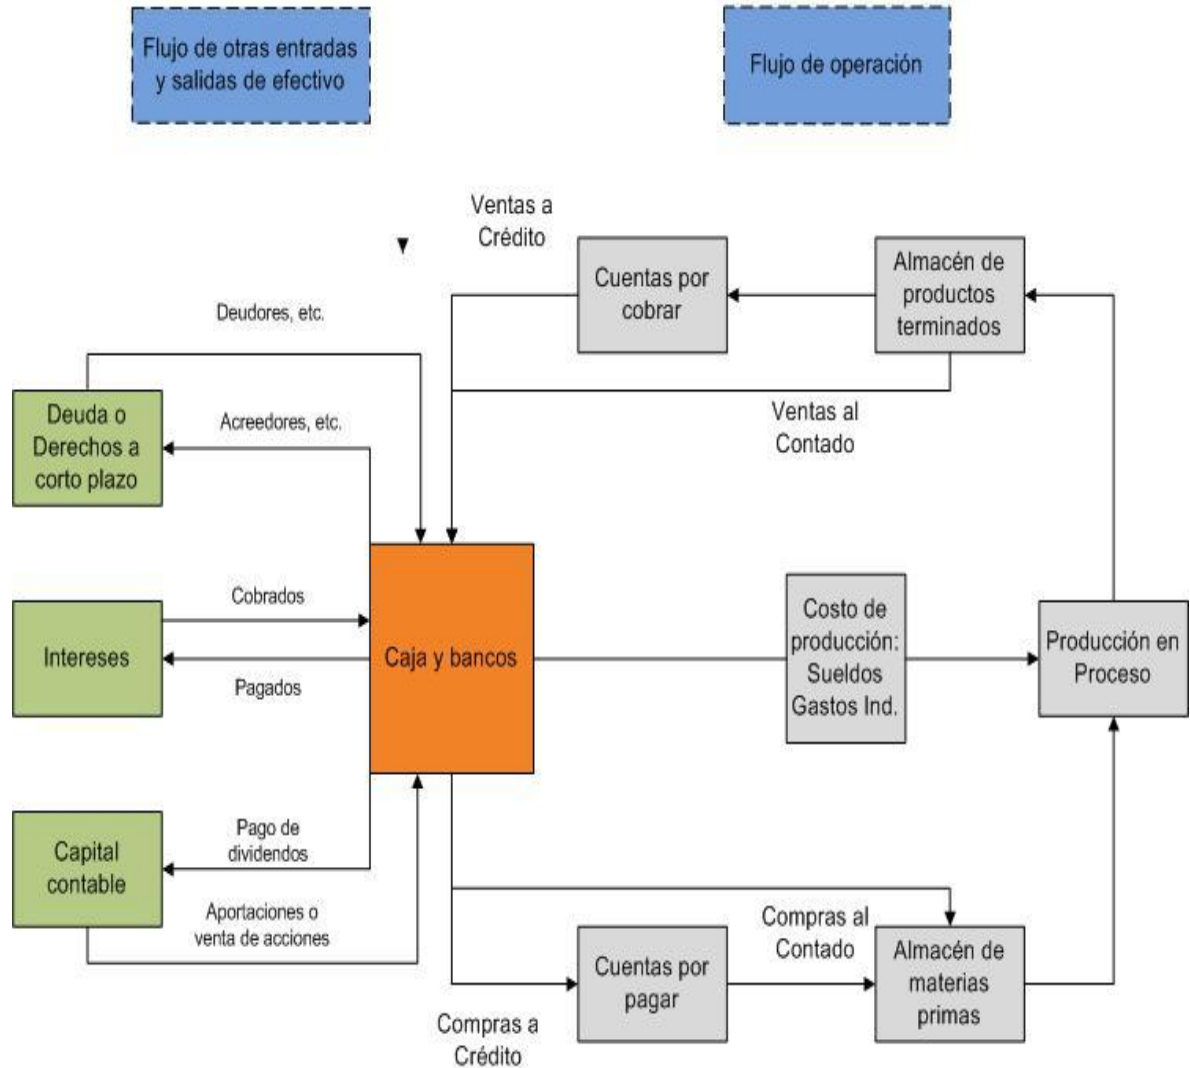 Flujo de otras entradas
y salidas de efectivo
Flujo de operación
Ventas a
Crédito
Cuentas por
cobrar
Almacén de
productos
terminados
Deudores, etc.
Deuda o
Derechos a
corto plazo
Acreedores, etc.
Ventas al
Contado
Intereses
Cobrados
Pagados
Caja y bancos
Costo de
producción:
Sueldos
Gastos Ind.
Producción en
Proceso
Capital
contable
Pago de
dividendos
Aportaciones o
venta de acciones
Compras al
Contado
Cuentas por
pagar
Almacén de
materias
primas
Compras a
Crédito